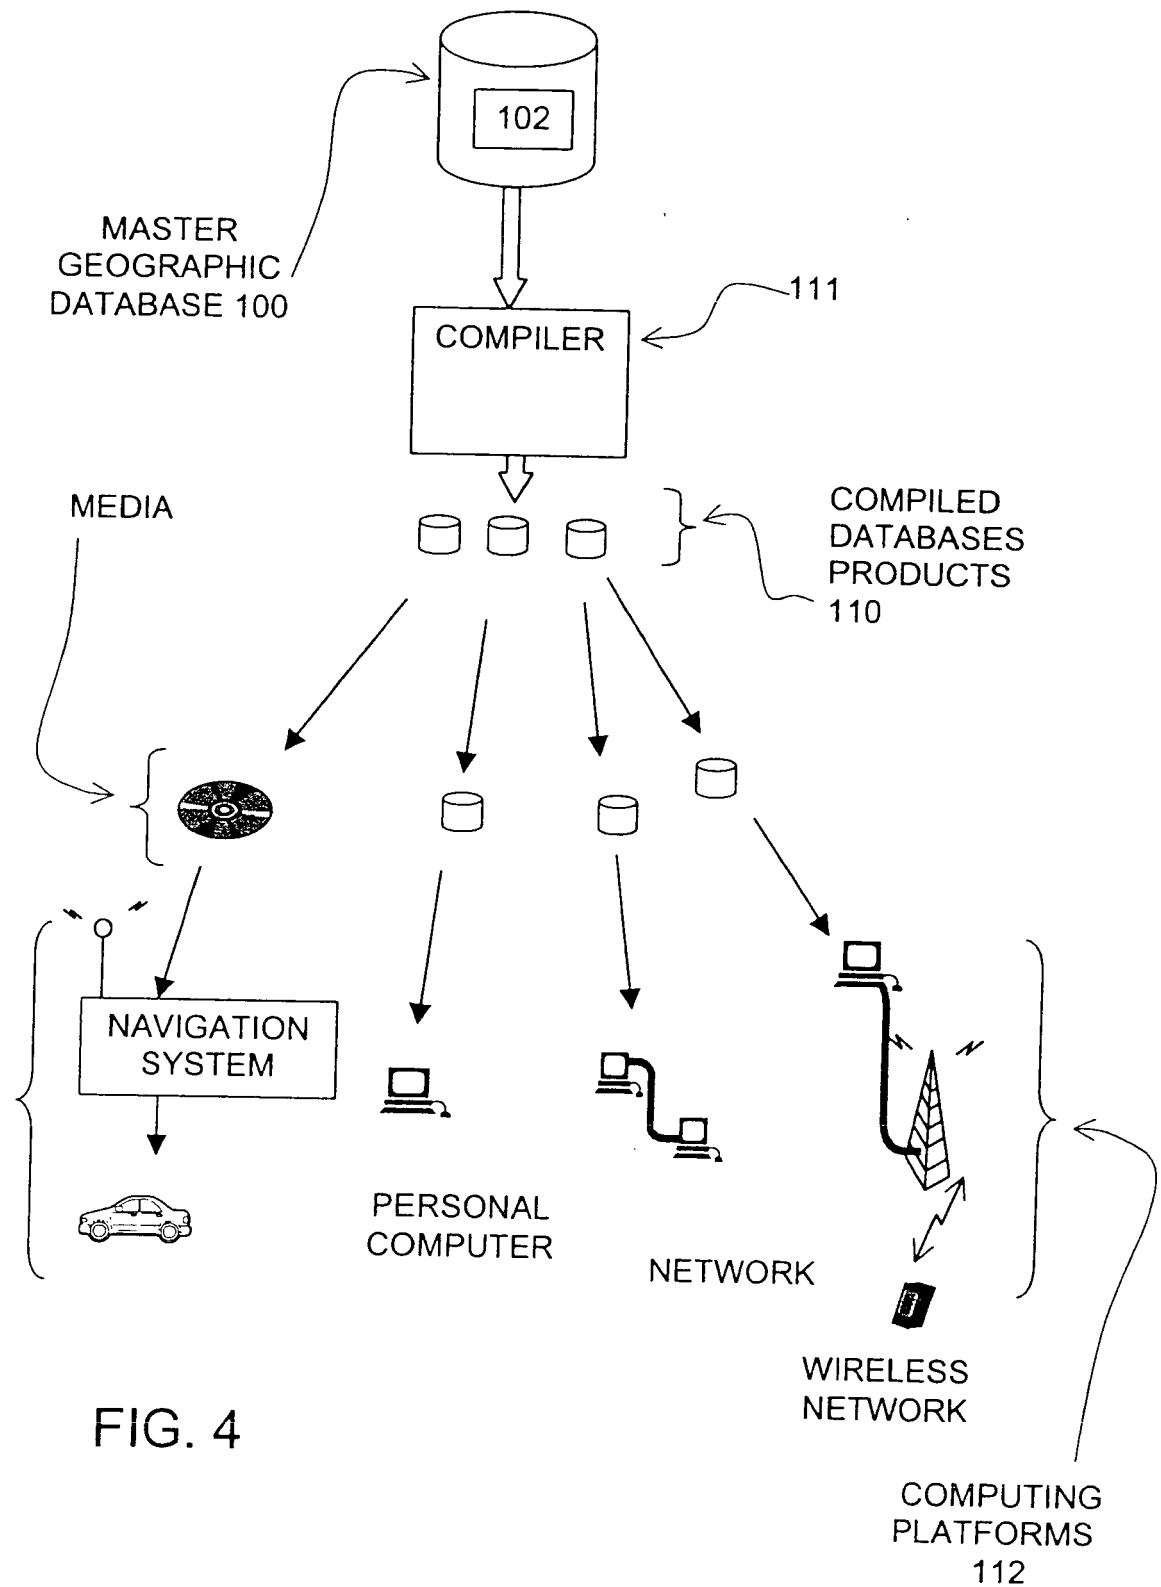 102
MASTER
GEOGRAPHIC
DATABASE 100
111
COMPILER
MEDIA
COMPILED
DATABASES
PRODUCTS
110
NAVIGATION
SYSTEM
PERSONAL
COMPUTER
NETWORK
WIRELESS
NETWORK
FIG. 4
COMPUTING
PLATFORMS
112